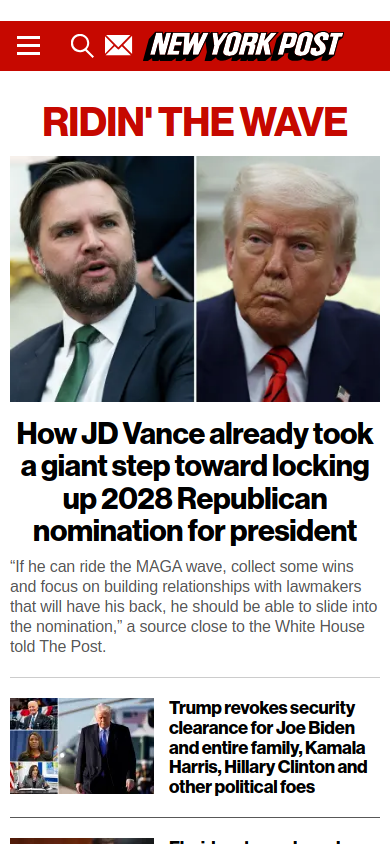 NEW YORK POST
RIDIN' THE WAVE
How JD Vance already took
a giant step toward locking
up 2028 Republican
nomination for president
“If he can ride the MAGA wave, collect some wins
and focus on building relationships with lawmakers
that will have his back, he should be able to slide into
the nomination,” a source close to the White House
told The Post.
Trump revokes security
clearance for Joe Biden
and entire family, Kamala
Harris, Hillary Clinton and
other political foes